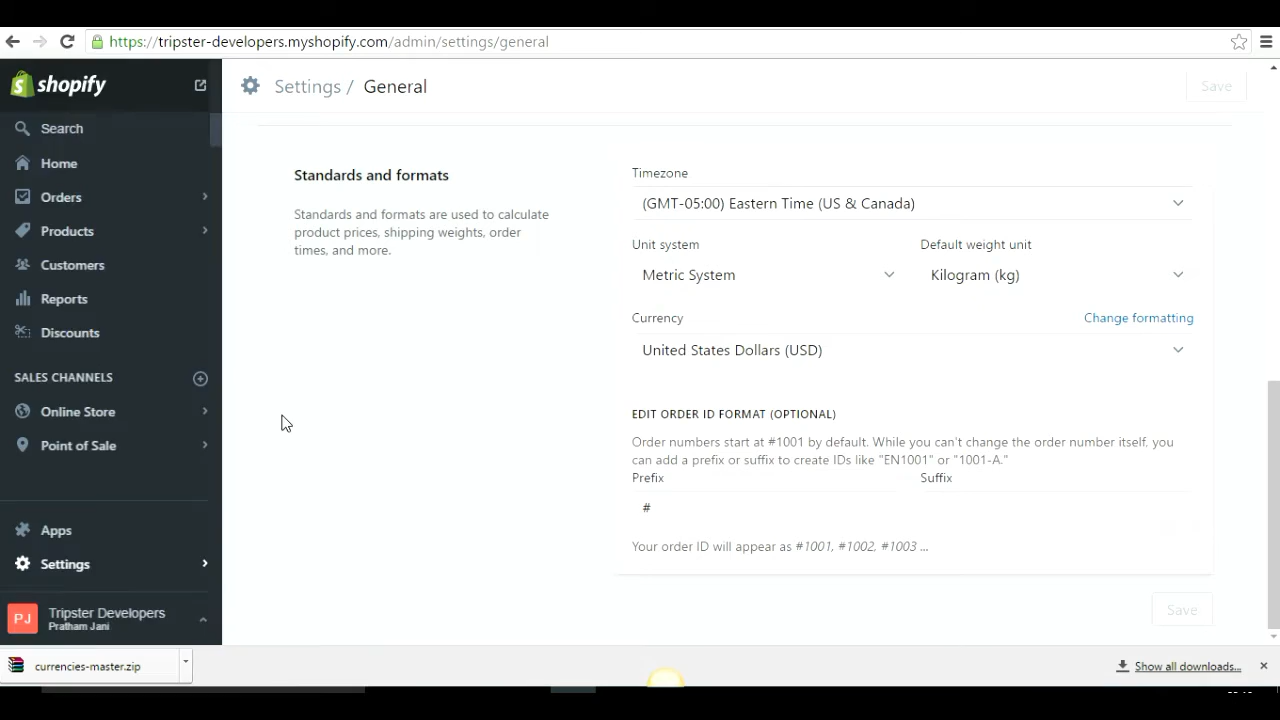 https://tripster-developers.myshopify.com/admin/settings/general
shopify
Settings / General
Save
Search
Home
Orders
Products
Customers
Reports
Discounts
SALES CHANNELS
Online Store
Point of Sale
Apps
Settings
PJ
Tripster Developers
Pratham Jani
Standards and formats
Standards and formats are used to calculate
product prices, shipping weights, order
times, and more.
Timezone
(GMT-05:00) Eastern Time (US & Canada)
Unit system
Default weight unit
Metric System
Kilogram (kg)
Currency
Change formatting
United States Dollars (USD)
EDIT ORDER ID FORMAT (OPTIONAL)
Order numbers start at #1001 by default. While you can't change the order number itself, you
can add a prefix or suffix to create IDs like "EN1001" or "1001-A."
Prefix
Suffix
#
Your order ID will appear as #1001, #1002, #1003 ...
Save
currencies-master.zip
Show all downloads...